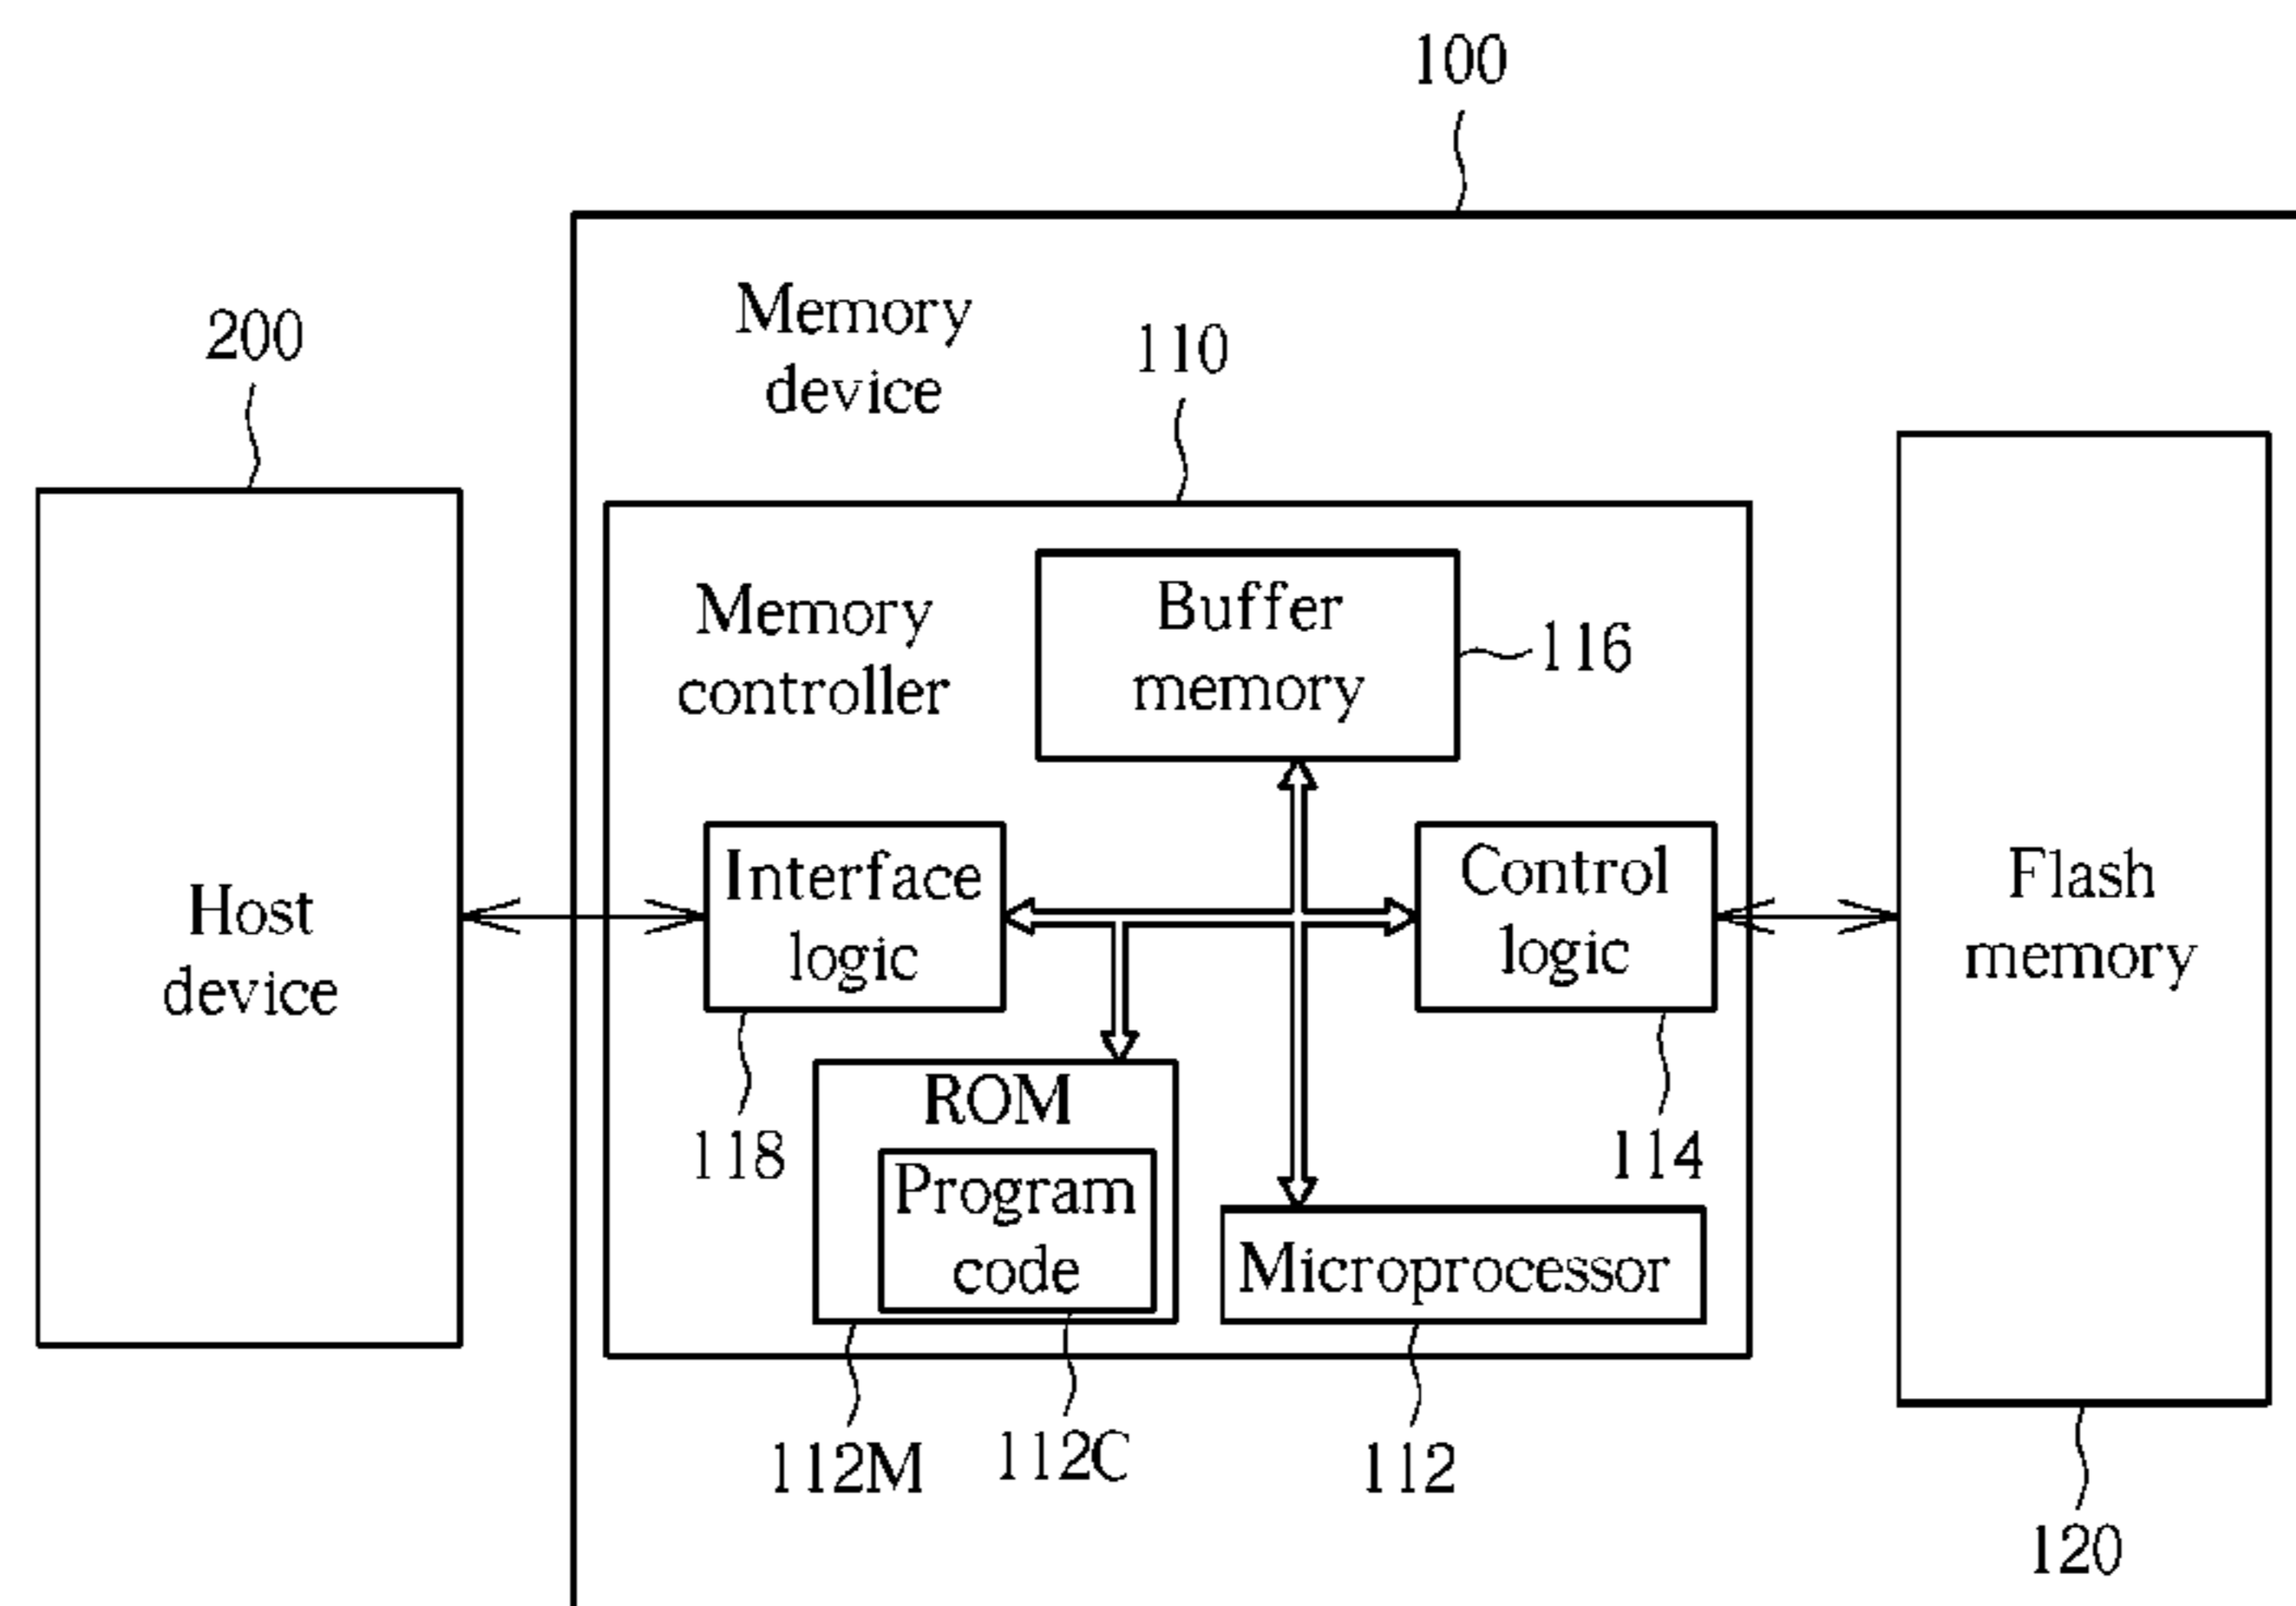 100
Memory
device
200
110
Memory
controller
Buffer
memory
116
Host
device
Interface
logic
Control
logic
Flash
memory
118
ROM
Program
code
114
Microprocessor
112M
112C
112
120